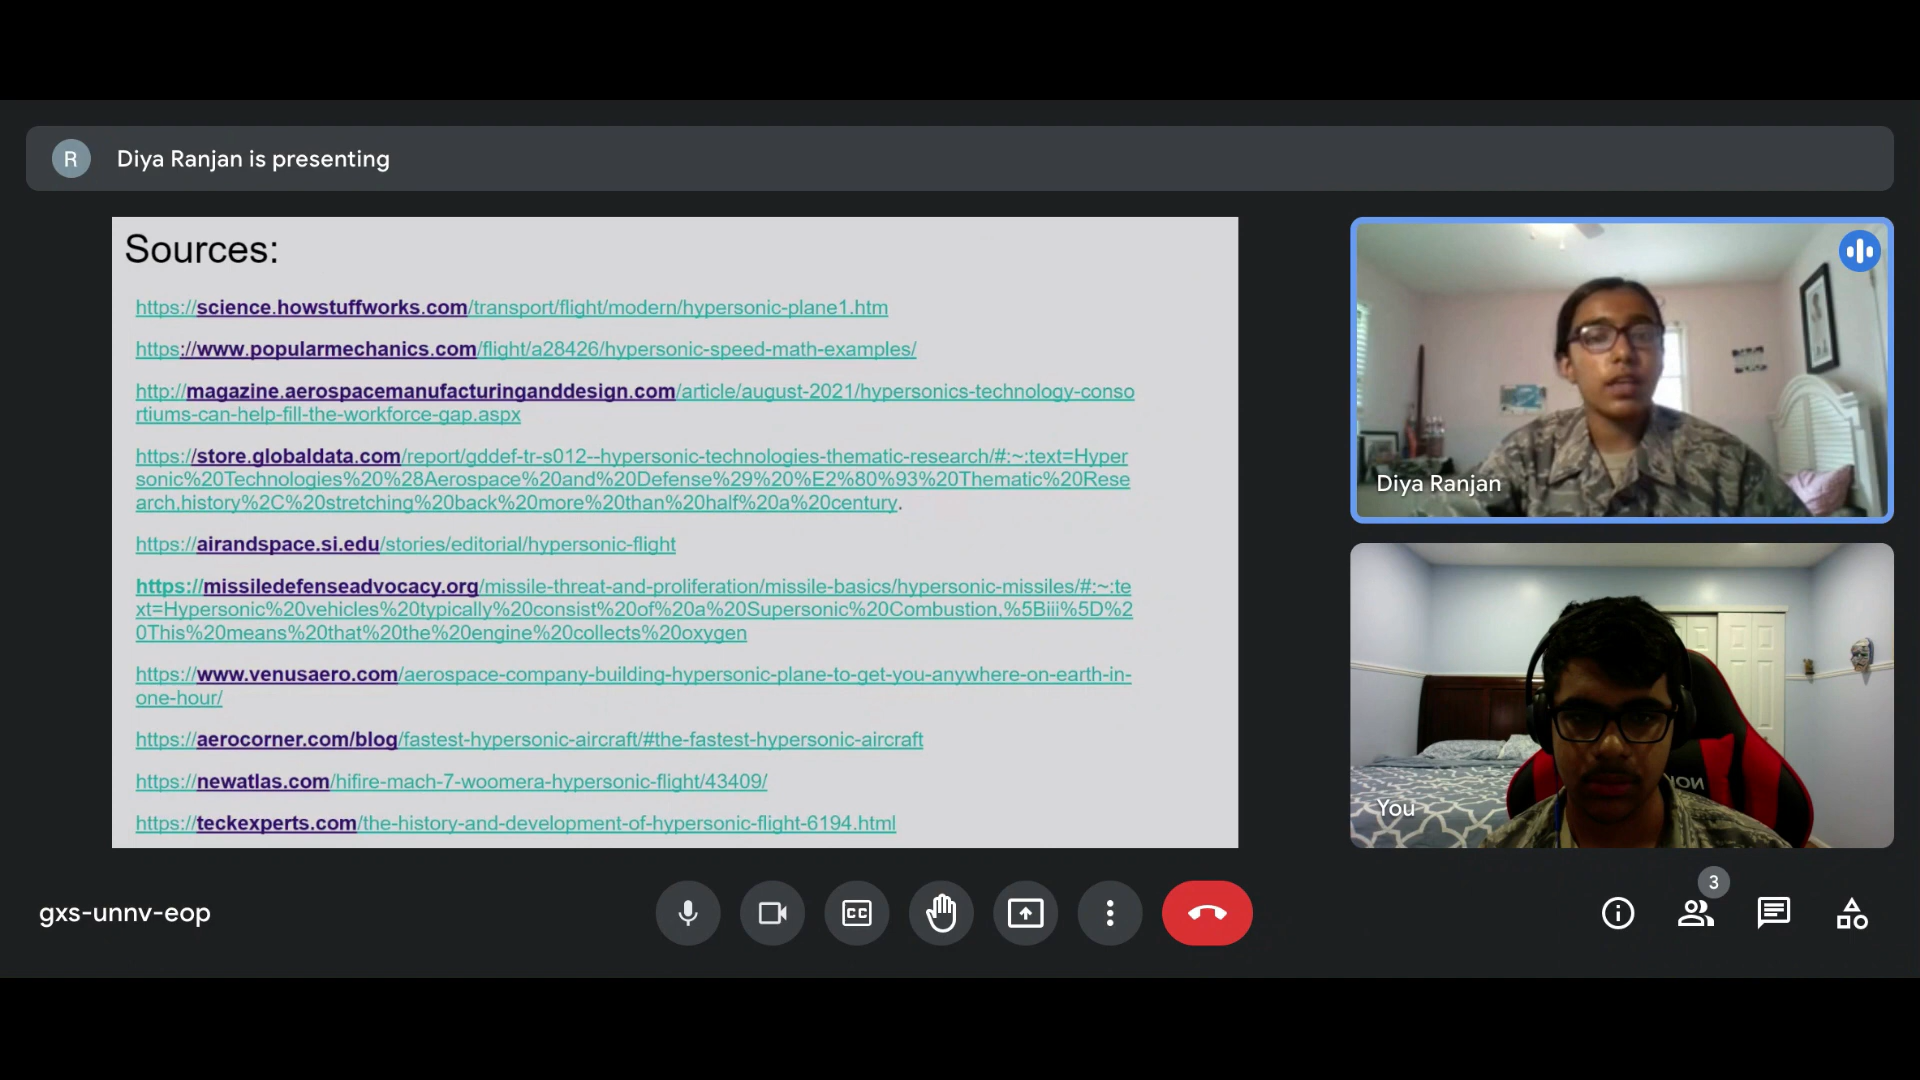 R
Diya Ranjan is presenting
Sources:
https://science.howstuffworks.com/transport/flight/modern/hypersonic-plane1.htm
https://www.popularmechanics.com/flight/a28426/hypersonic-speed-math-examples/
http://magazine.aerospacemanufacturinganddesign.com/article/august-2021/hypersonics-technology-conso
rtiums-can-help-fill-the-workforce-gap.aspx
https://store.globaldata.com/report/gddef-tr-s012--hypersonic-technologies-thematic-research/#:~:text=Hyper
sonic%20Technologies%20%28Aerospace%20and%20Defense%29%20%E2%80%93%20Thematic%20Rese
arch,history%2C%20stretching%20back%20more%20than%20half%20a%20century.
https://airandspace.si.edu/stories/editorial/hypersonic-flight
https://missiledefenseadvocacy.org/missile-threat-and-proliferation/missile-basics/hypersonic-missiles/#:~:te
xt=Hypersonic%20vehicles%20typically%20consist%20of%20a%20Supersonic%20Combustion,%5Biii%5D%2
0This%20means%20that%20the%20engine%20collects%20oxygen
https://www.venusaero.com/aerospace-company-building-hypersonic-plane-to-get-you-anywhere-on-earth-in-
one-hour/
https://aerocorner.com/blog/fastest-hypersonic-aircraft/#the-fastest-hypersonic-aircraft
https://newatlas.com/hifire-mach-7-woomera-hypersonic-flight/43409/
https://teckexperts.com/the-history-and-development-of-hypersonic-flight-6194.html
Diya Ranjan
You
gxs-unnv-eop
CC
3